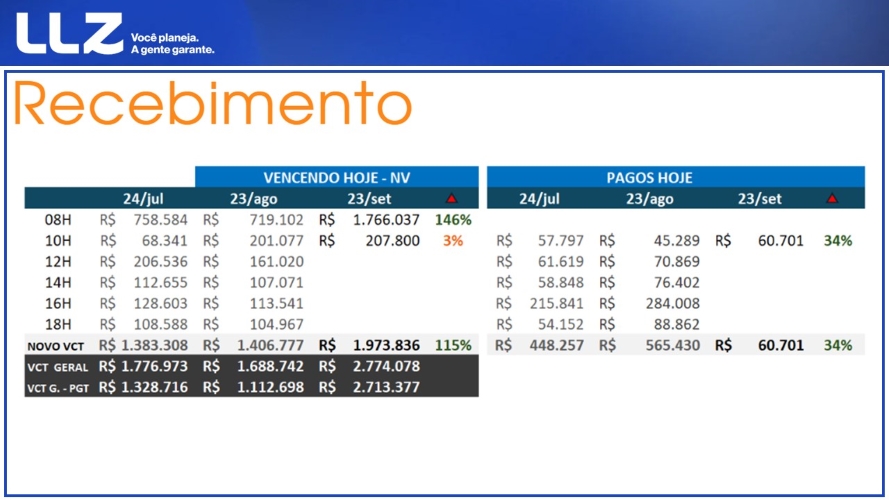 LLZ Você planeja.
A gente garante.
Recebimento
VENCENDO HOJE - NV PAGOS HOJE
24/jul 23/ago 23/set 24/jul 23/ago 23/set
08H R$ 758.584 R$ 719.102 R$ 1.766.037 146%
10H R$ 68.341 R$ 201.077 R$ 207.800 3% R$ 57.797 R$ 45.289 R$ 60.701 34%
12H R$ 206.536 R$ 161.020 R$ 61.619 R$ 70.869
14H R$ 112.655 R$ 107.071 R$ 58.848 R$ 76.402
16H R$ 128.603 R$ 113.541 R$ 215.841 R$ 284.008
18H R$ 108.588 R$ 104.967 R$ 54.152 R$ 88.862
NOVO VCT R$ 1.383.308 R$ 1.406.777 R$ 1.973.836 115% R$ 448.257 R$ 565.430 R$ 60.701 34%
VCT GERAL R$ 1.776.973 R$ 1.688.742 R$ 2.774.078
VCT G. - PGT R$ 1.328.716 R$ 1.112.698 R$ 2.713.377